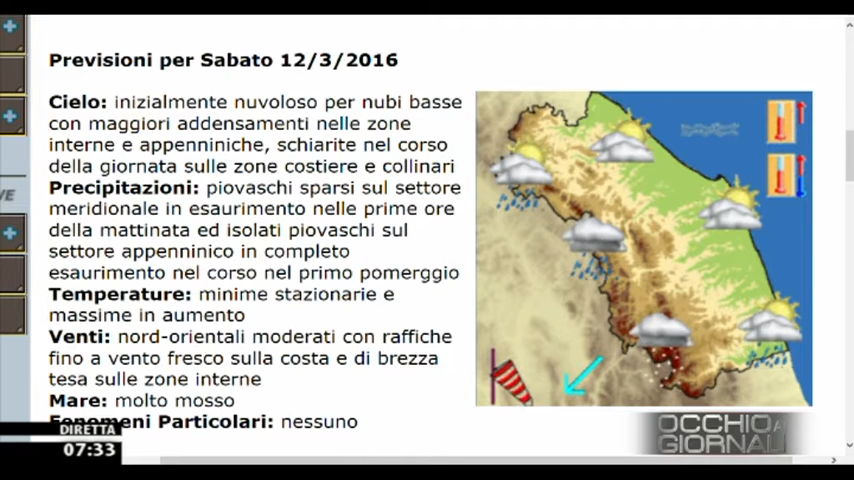 Previsioni per Sabato 12/3/2016
Cielo: inizialmente nuvoloso per nubi basse
con maggiori addensamenti nelle zone
interne e appenniniche, schiarite nel corso
della giornata sulle zone costiere e collinari
Precipitazioni: piovaschi sparsi sul settore
meridionale in esaurimento nelle prime ore
della mattinata ed isolati piovaschi sul
settore appenninico in completo
esaurimento nel corso nel primo pomerggio
Temperature: minime stazionarie e
massime in aumento
Venti: nord-orientali moderati con raffiche
fino a vento fresco sulla costa e di brezza
tesa sulle zone interne
Mare: molto mosso
Fenomeni Particolari: nessuno
DIRETTA
07:33
OCCHIO AI
GIORNALI
VE